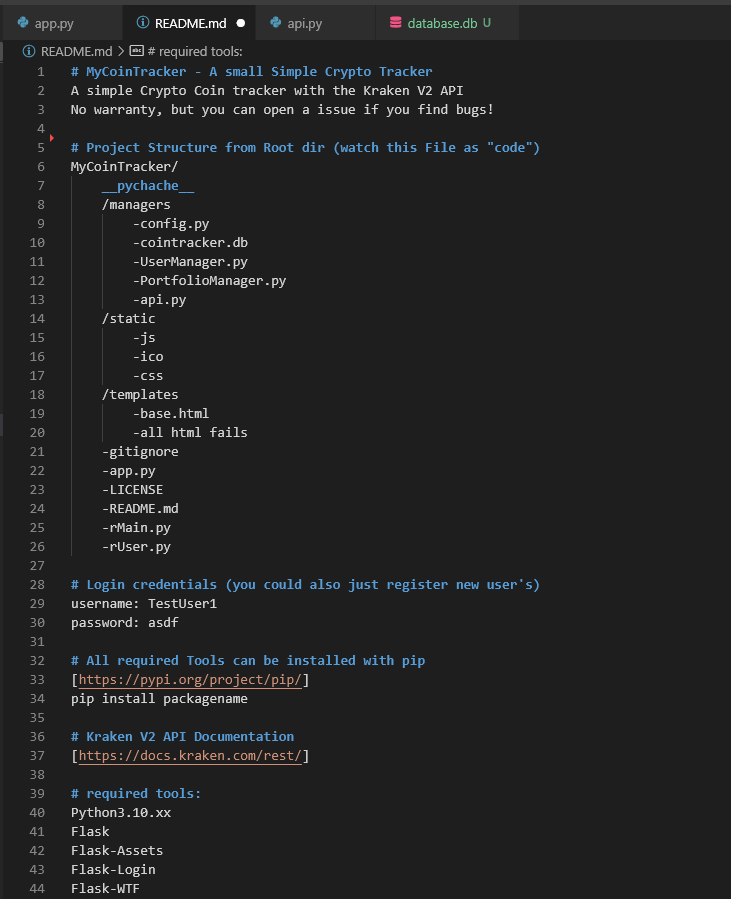 app.py README.md api.py database.db U
README.md > # required tools:
1 # MyCoinTracker - A small Simple Crypto Tracker
2 A simple Crypto Coin tracker with the Kraken V2 API
3 No warranty, but you can open a issue if you find bugs!
4
5 # Project Structure from Root dir (watch this File as "code")
6 MyCoinTracker/
7 __pychache__
8 /managers
9 -config.py
10 -cointracker.db
11 -UserManager.py
12 -PortfolioManager.py
13 -api.py
14 /static
15 -js
16 -ico
17 -css
18 /templates
19 -base.html
20 -all html fails
21 -gitignore
22 -app.py
23 -LICENSE
24 -README.md
25 -rMain.py
26 -rUser.py
27
28 # Login credentials (you could also just register new user's)
29 username: TestUser1
30 password: asdf
31
32 # All required Tools can be installed with pip
33 [https://pypi.org/project/pip/]
34 pip install packagename
35
36 # Kraken V2 API Documentation
37 [https://docs.kraken.com/rest/]
38
39 # required tools:
40 Python3.10.xx
41 Flask
42 Flask-Assets
43 Flask-Login
44 Flask-WTF